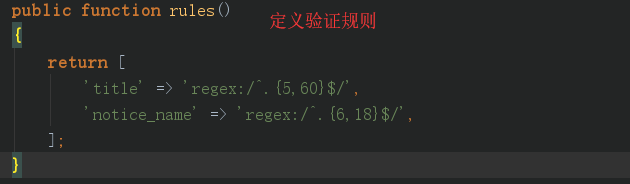 public function rules() 定义验证规则
{
return [
'title' => 'regex:/^.{5,60}$/',
'notice_name' => 'regex:/^.{6,18}$/',
];
}